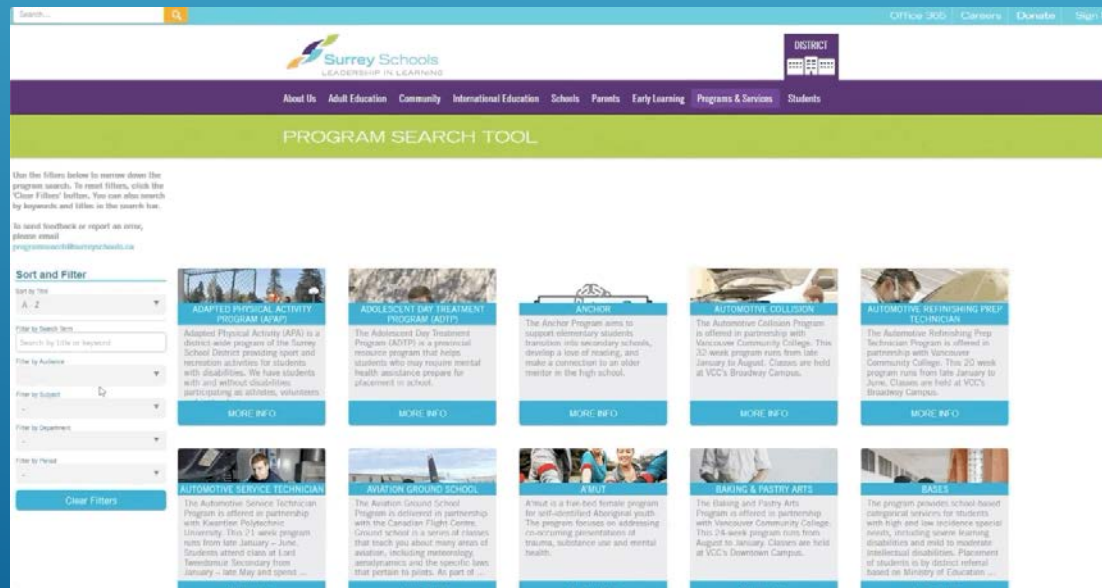 Search...
Office 365 Careers Donate Sign
Surrey Schools
LEADERSHIP IN LEARNING
DISTRICT
About Us Adult Education Community International Education Schools Parents Early Learning Programs & Services Students
PROGRAM SEARCH TOOL
Use the filters below to narrow down the
program search. To reset filters, click the
'Clear Filters' button. You can also search
by keywords and titles in the search bar.
To send feedback or report an error,
please email
programsearch@surreyschools.ca
Sort and Filter
Sort by Title
A - Z
Filter by Search Term
Search by title or keyword
Filter by Audience
Filter by Subject
-
Filter by Department
-
Filter by Period
-
Clear Filters
ADAPTED PHYSICAL ACTIVITY
PROGRAM (APAP)
Adapted Physical Activity (APA) is a
district-wide program of the Surrey
School District providing sport and
recreation activities for students
with disabilities. We have students
with and without disabilities
participating as athletes, volunteers
MORE INFO
ADOLESCENT DAY TREATMENT
PROGRAM (ADTP)
The Adolescent Day Treatment
Program (ADTP) is a provincial
resource program that helps
students who may require mental
health assistance prepare for
placement in school.
MORE INFO
ANCHOR
The Anchor Program aims to
support elementary students
transition into secondary schools,
develop a love of reading, and
make a connection to an older
mentor in the high school.
MORE INFO
AUTOMOTIVE COLLISION
The Automotive Collision Program
is offered in partnership with
Vancouver Community College. This
32 week program runs from late
January to August. Classes are held
at VCC's Broadway Campus.
MORE INFO
AUTOMOTIVE REFINISHING PREP
TECHNICIAN
The Automotive Refinishing Prep
Technician Program is offered in
partnership with Vancouver
Community College. This 20 week
program runs from late January to
June. Classes are held at VCC's
Broadway Campus.
MORE INFO
AUTOMOTIVE SERVICE TECHNICIAN
The Automotive Service Technician
Program is offered in partnership
with Kwantlen Polytechnic
University. This 21 week program
runs from late January – June.
Students attend class at Lord
Tweedsmuir Secondary from
January – late May and spend ...
AVIATION GROUND SCHOOL
The Aviation Ground School
Program is delivered in partnership
with the Canadian Flight Centre.
Ground school is a series of classes
that teach you about many areas of
aviation, including meteorology,
aerodynamics and the specific laws
that pertain to pilots. As part of ...
A'MUT
A'mut is a five-bed female program
for self-identified Aboriginal youth.
The program focuses on addressing
co-occurring presentations of
trauma, substance use and mental
health.
BAKING & PASTRY ARTS
The Baking and Pastry Arts
Program is offered in partnership
with Vancouver Community College.
This 24-week program runs from
August to January. Classes are held
at VCC's Downtown Campus.
BASES
The program provides school-based
categorical services for students
with high and low incidence special
needs, including severe learning
disabilities and mild to moderate
intellectual disabilities. Placement
of students is by district referral
based on Ministry of Education ...